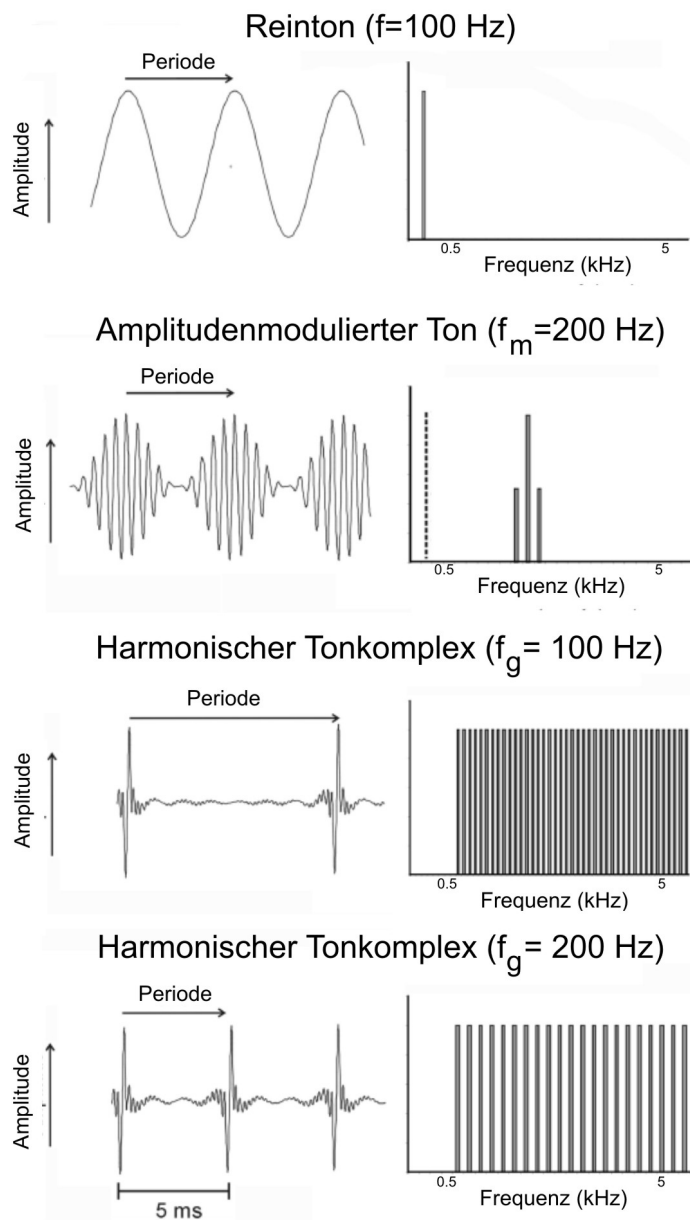 Reinton (f=100 Hz)
Periode
Amplitude
0.5 5
Frequenz (kHz)
Amplitudenmodulierter Ton (fm=200 Hz)
Periode
Amplitude
0.5 5
Frequenz (kHz)
Harmonischer Tonkomplex (fg= 100 Hz)
Periode
Amplitude
0.5 5
Frequenz (kHz)
Harmonischer Tonkomplex (fg= 200 Hz)
Periode
Amplitude
0.5 5
Frequenz (kHz)
5 ms